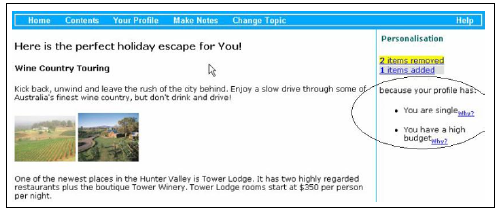 Home Contents Your Profile Make Notes Change Topic Help
Here is the perfect holiday escape for You!
Wine Country Touring
Kick back, unwind and leave the rush of the city behind. Enjoy a slow drive through some of
Australia's finest wine country, but don't drink and drive!
One of the newest places in the Hunter Valley is Tower Lodge. It has two highly regarded
restaurants plus the boutique Tower Winery. Tower Lodge rooms start at $350 per person
per night.
Personalisation
2 items removed
1 items added
because your profile has:
• You are single Why?
• You have a high
budget Why?